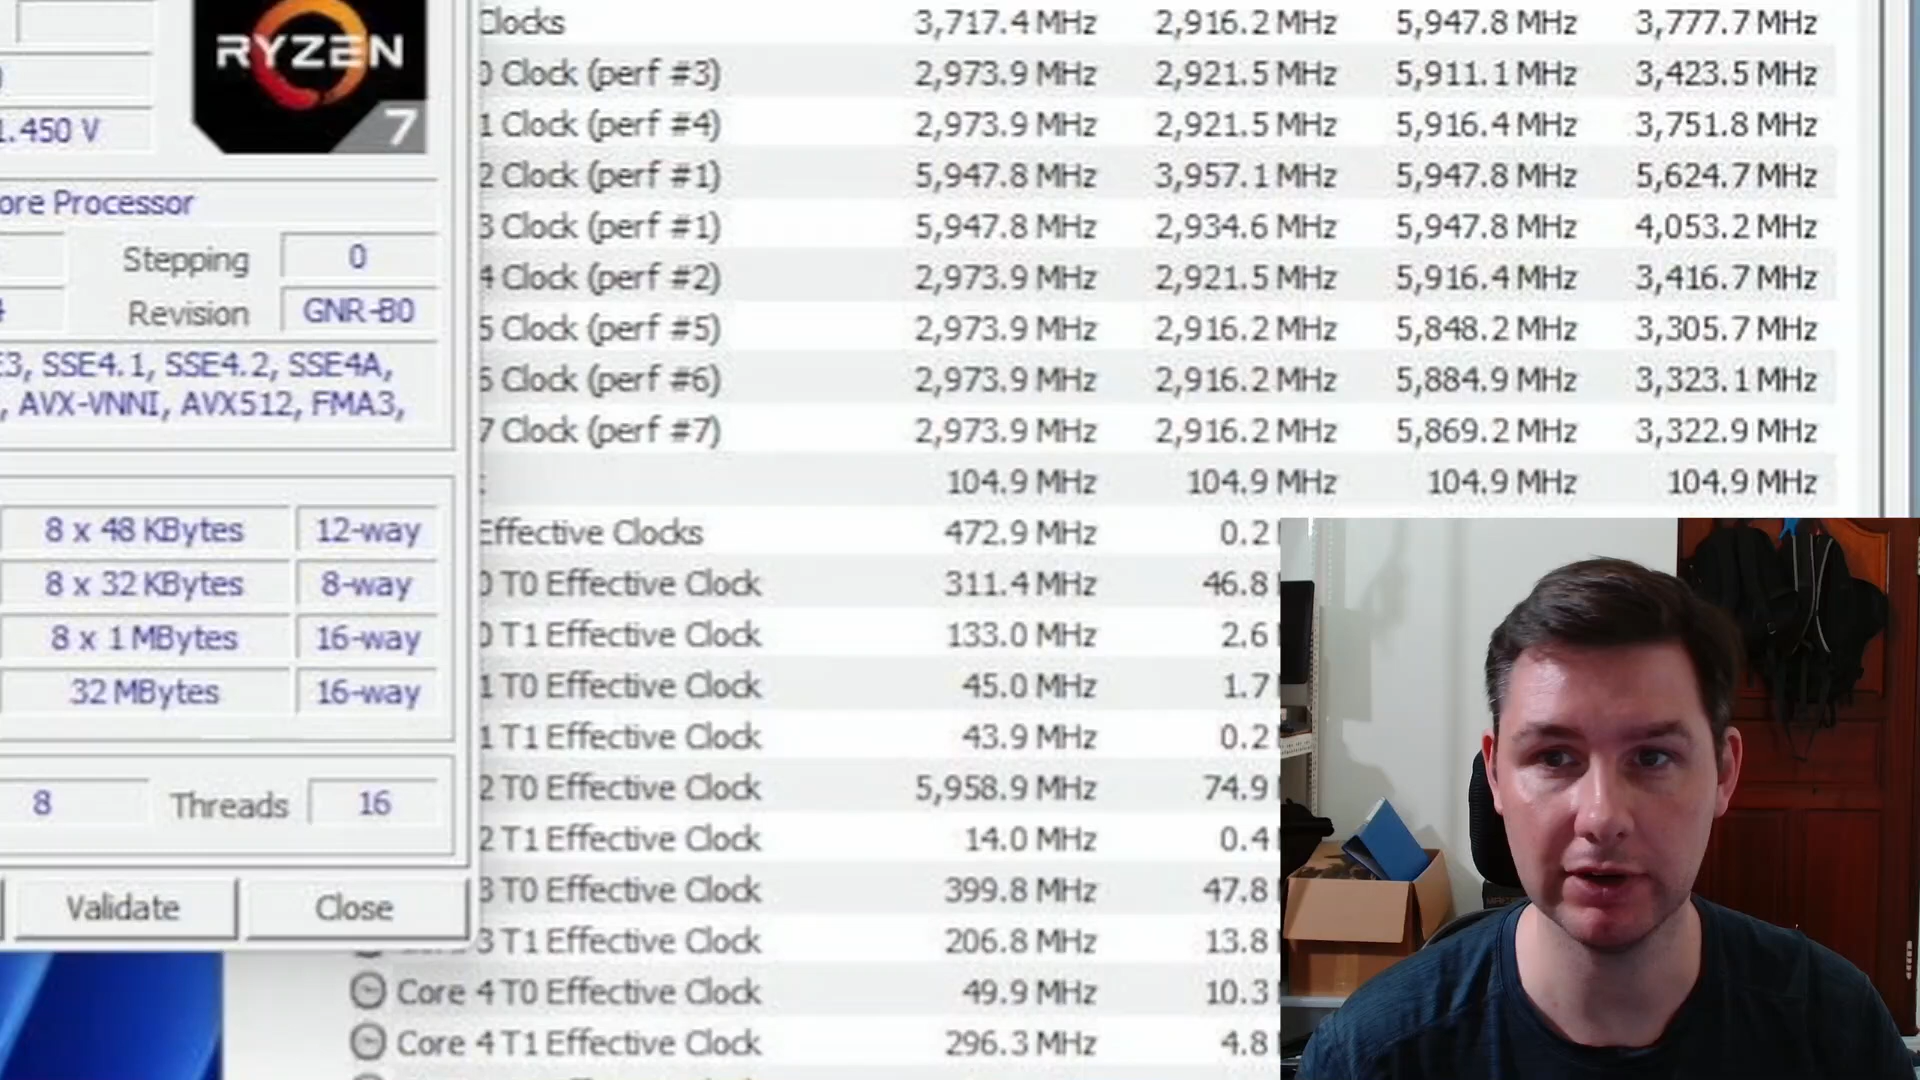 RYZEN
7
1.450 V
ore Processor
Stepping 0
Revision GNR-B0
E3, SSE4.1, SSE4.2, SSE4A,
, AVX-VNNI, AVX512, FMA3,
8 x 48 KBytes 12-way
8 x 32 KBytes 8-way
8 x 1 MBytes 16-way
32 MBytes 16-way
8 Threads 16
Validate Close
Clocks 3,717.4 MHz 2,916.2 MHz 5,947.8 MHz 3,777.7 MHz
0 Clock (perf #3) 2,973.9 MHz 2,921.5 MHz 5,911.1 MHz 3,423.5 MHz
1 Clock (perf #4) 2,973.9 MHz 2,921.5 MHz 5,916.4 MHz 3,751.8 MHz
2 Clock (perf #1) 5,947.8 MHz 3,957.1 MHz 5,947.8 MHz 5,624.7 MHz
3 Clock (perf #1) 5,947.8 MHz 2,934.6 MHz 5,947.8 MHz 4,053.2 MHz
4 Clock (perf #2) 2,973.9 MHz 2,921.5 MHz 5,916.4 MHz 3,416.7 MHz
5 Clock (perf #5) 2,973.9 MHz 2,916.2 MHz 5,848.2 MHz 3,305.7 MHz
6 Clock (perf #6) 2,973.9 MHz 2,916.2 MHz 5,884.9 MHz 3,323.1 MHz
7 Clock (perf #7) 2,973.9 MHz 2,916.2 MHz 5,869.2 MHz 3,322.9 MHz
104.9 MHz 104.9 MHz 104.9 MHz 104.9 MHz
Effective Clocks 472.9 MHz 0.2
0 T0 Effective Clock 311.4 MHz 46.8
0 T1 Effective Clock 133.0 MHz 2.6
1 T0 Effective Clock 45.0 MHz 1.7
1 T1 Effective Clock 43.9 MHz 0.2
2 T0 Effective Clock 5,958.9 MHz 74.9
2 T1 Effective Clock 14.0 MHz 0.4
3 T0 Effective Clock 399.8 MHz 47.8
3 T1 Effective Clock 206.8 MHz 13.8
Core 4 T0 Effective Clock 49.9 MHz 10.3
Core 4 T1 Effective Clock 296.3 MHz 4.8